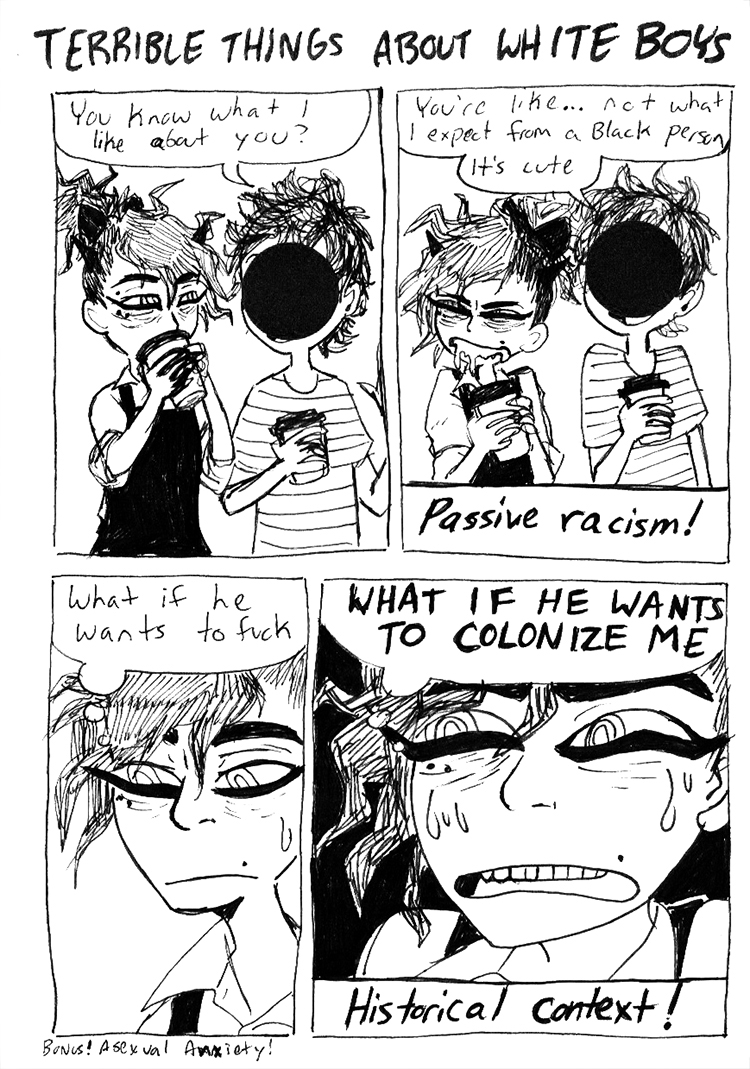 TERRIBLE THINGS ABOUT WHITE BOYS
You know what I
like about you?
You're like... not what
I expect from a Black person
It's cute
Passive racism!
What if he
wants to fuck
WHAT IF HE WANTS
TO COLONIZE ME
Historical context!
Bonus! Asexual Anxiety!